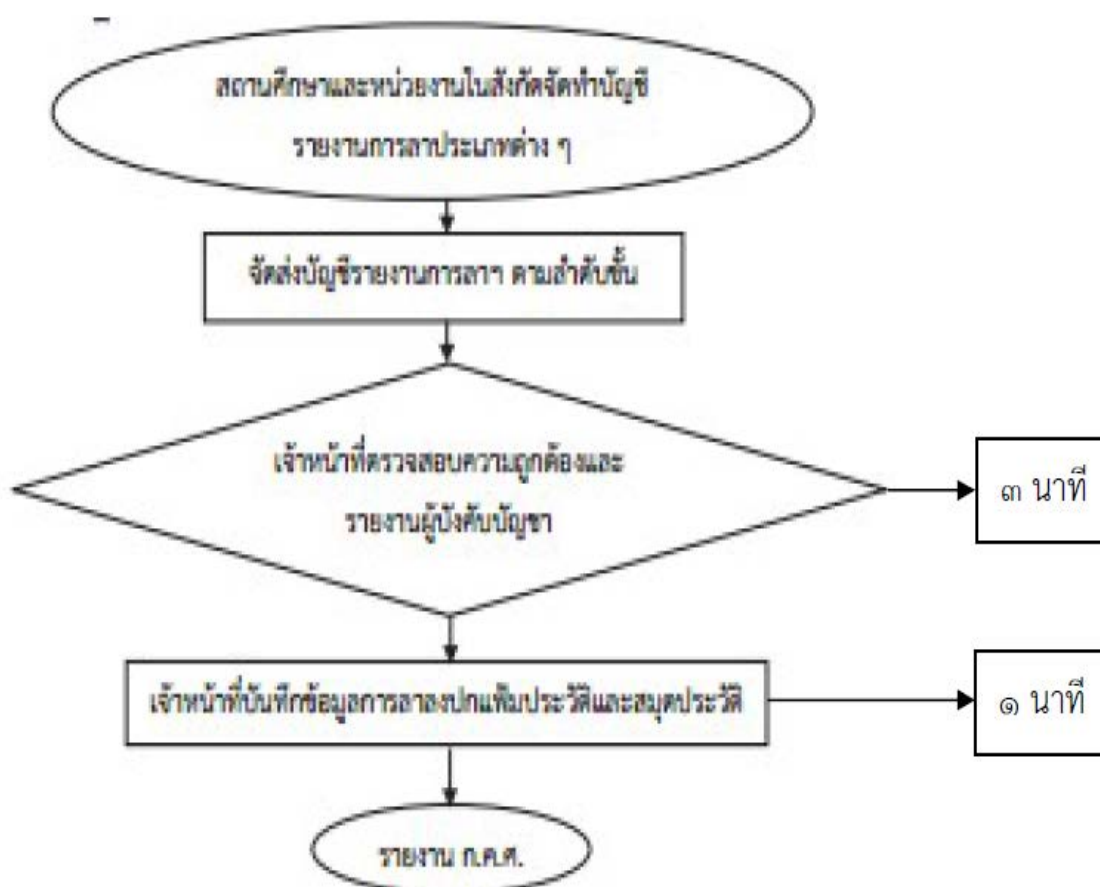 สถานศึกษาและหน่วยงานในสังกัดจัดทำบัญชี
รายงานการลาประเภทต่าง ๆ
จัดส่งบัญชีรายงานการลาฯ ตามลำดับชั้น
เจ้าหน้าที่ตรวจสอบความถูกต้องและ
รายงานผู้บังคับบัญชา
๓ นาที
เจ้าหน้าที่บันทึกข้อมูลการลาลงปกแฟ้มประวัติและสมุดประวัติ
๑ นาที
รายงาน ก.ค.ศ.